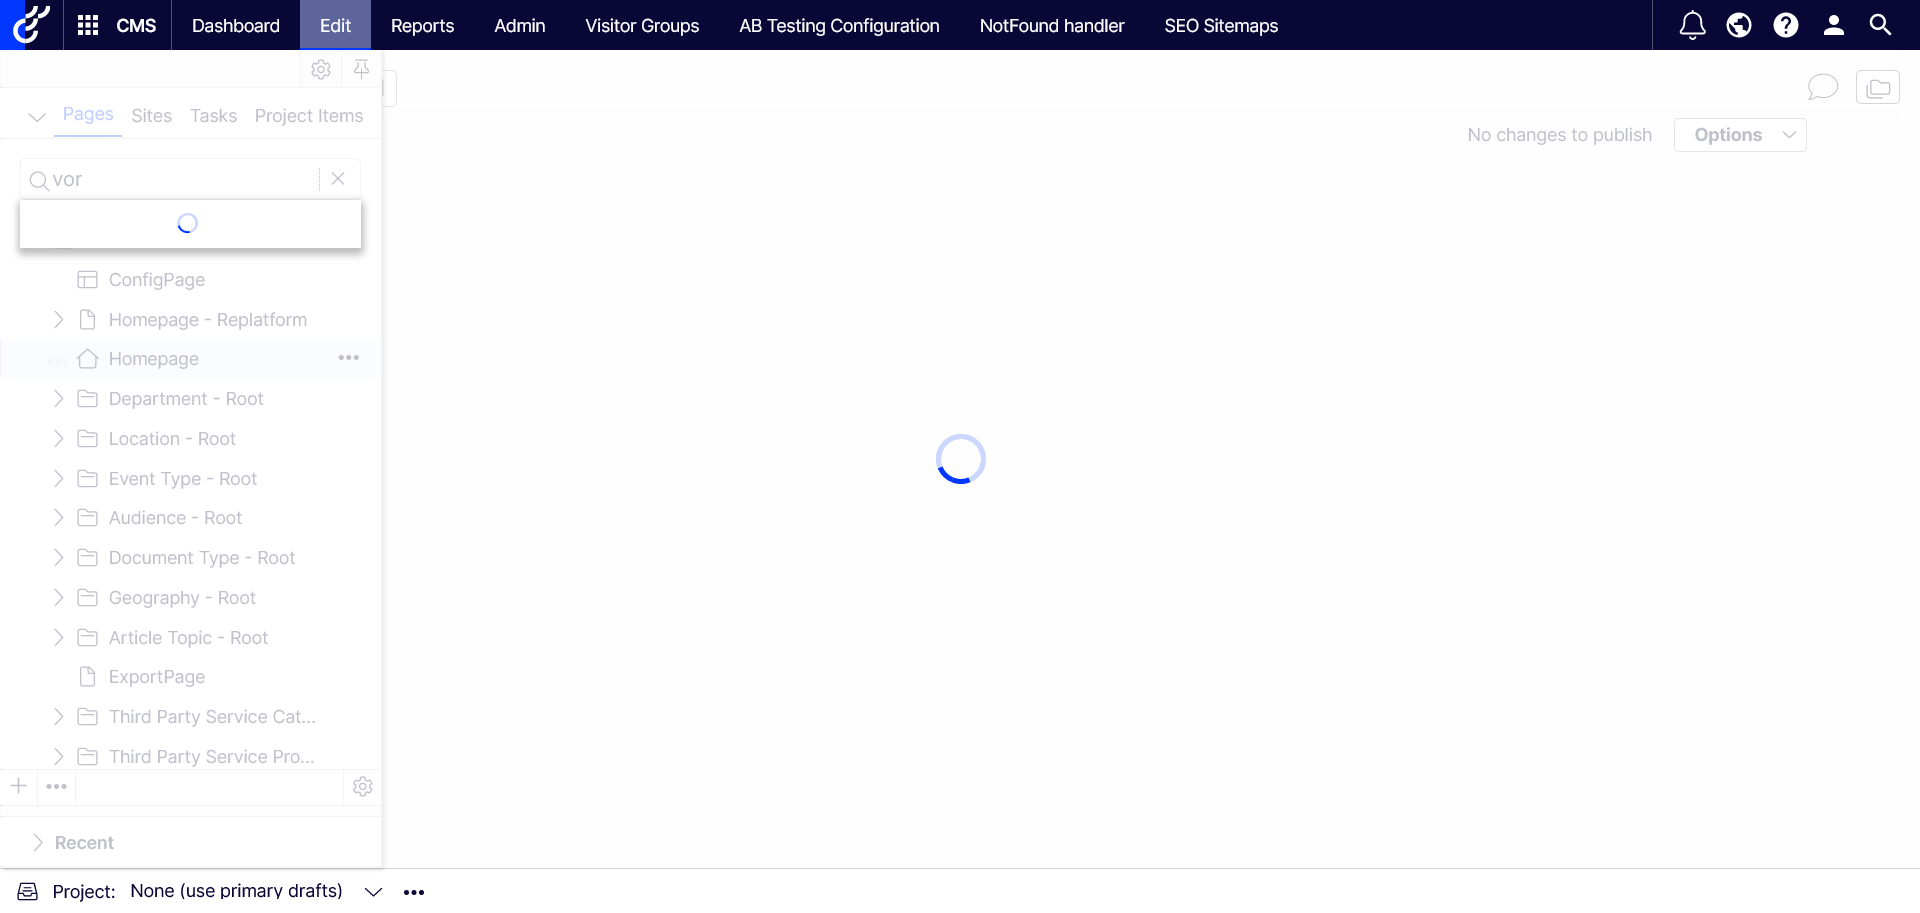 CMS Dashboard Edit Reports Admin Visitor Groups AB Testing Configuration NotFound handler SEO Sitemaps
Pages Sites Tasks Project Items
No changes to publish Options
vor
ConfigPage
Homepage - Replatform
Homepage
Department - Root
Location - Root
Event Type - Root
Audience - Root
Document Type - Root
Geography - Root
Article Topic - Root
ExportPage
Third Party Service Cat...
Third Party Service Pro...
Recent
Project: None (use primary drafts)